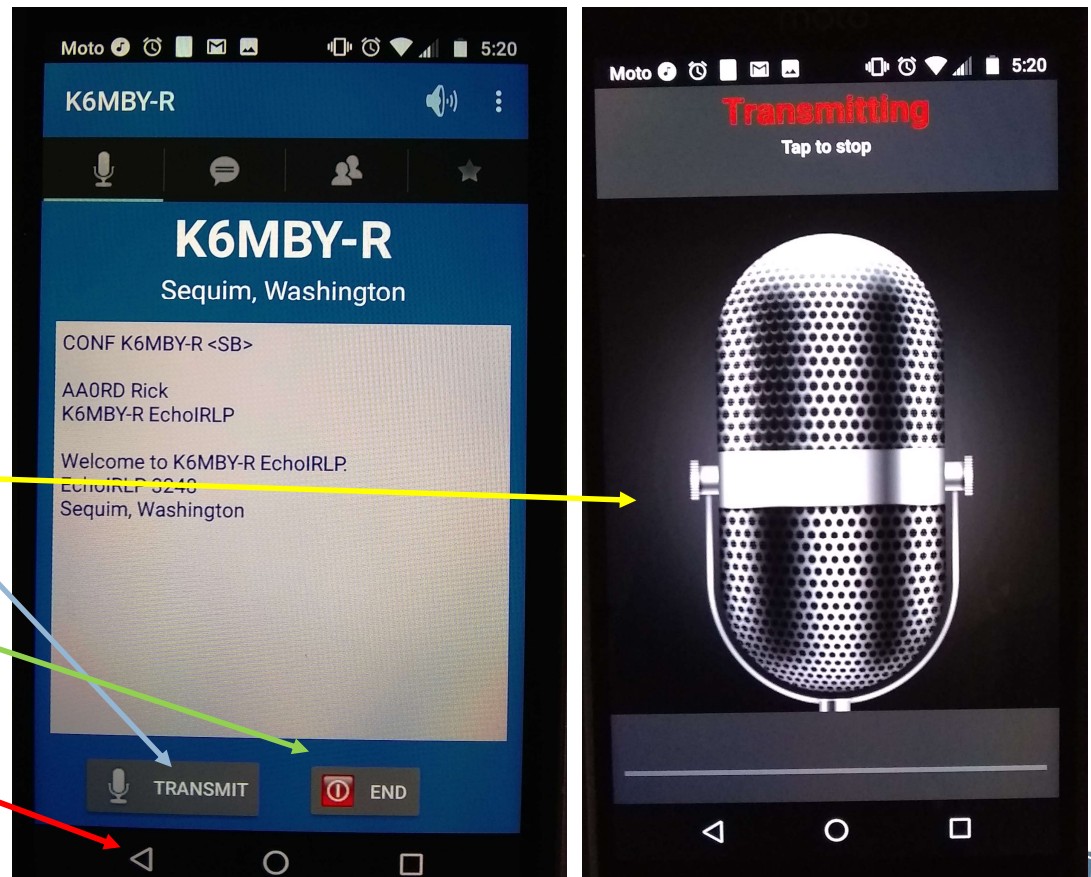 Moto 5:20
K6MBY-R
K6MBY-R
Sequim, Washington
CONF K6MBY-R <SB>
AA0RD Rick
K6MBY-R EchoIRLP
Welcome to K6MBY-R EchoIRLP.
EchoIRLP
Sequim, Washington
TRANSMIT
END
moto
Moto 5:20
Transmitting
Tap to stop